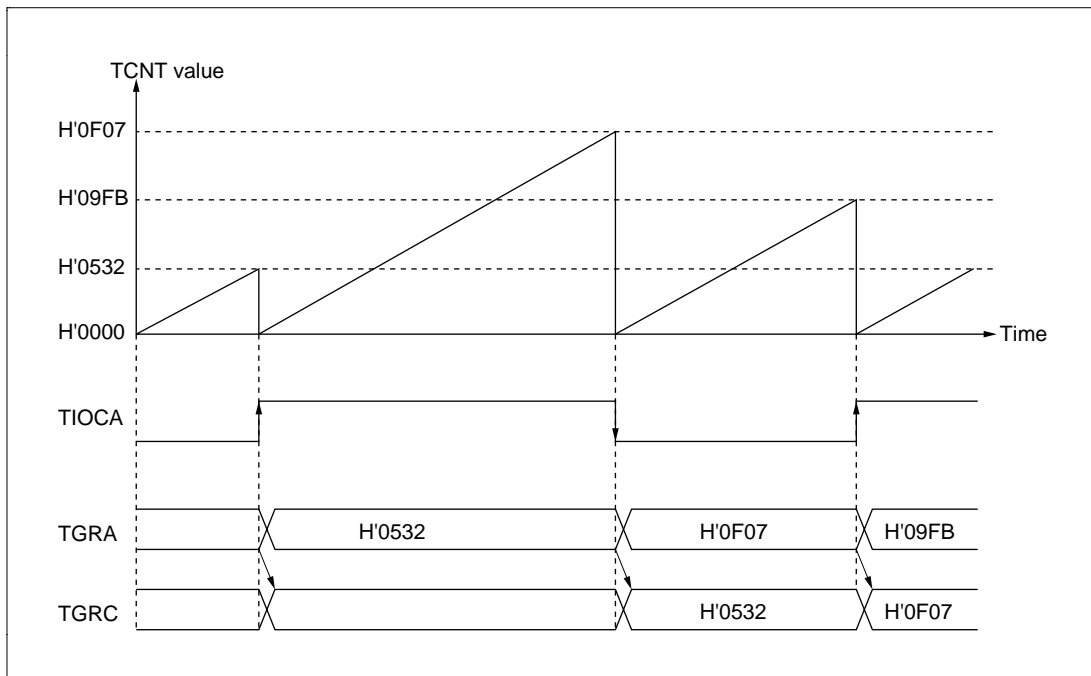 TCNT value
H'0F07
H'09FB
H'0532
H'0000
Time
TIOCA
TGRA
H'0532
H'0F07
H'09FB
TGRC
H'0532
H'0F07